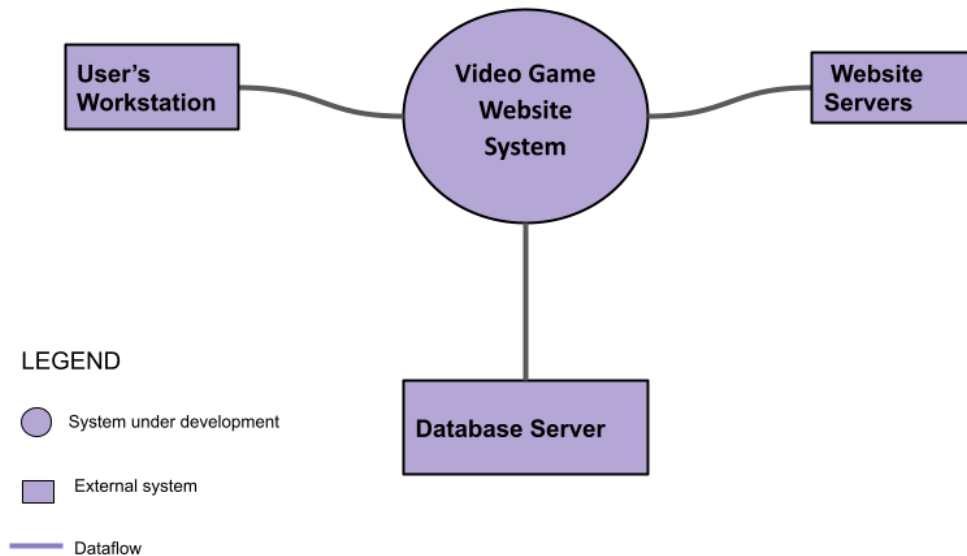 User's
Workstation
Video Game
Website
System
Website
Servers
Database Server
LEGEND
System under development
External system
Dataflow